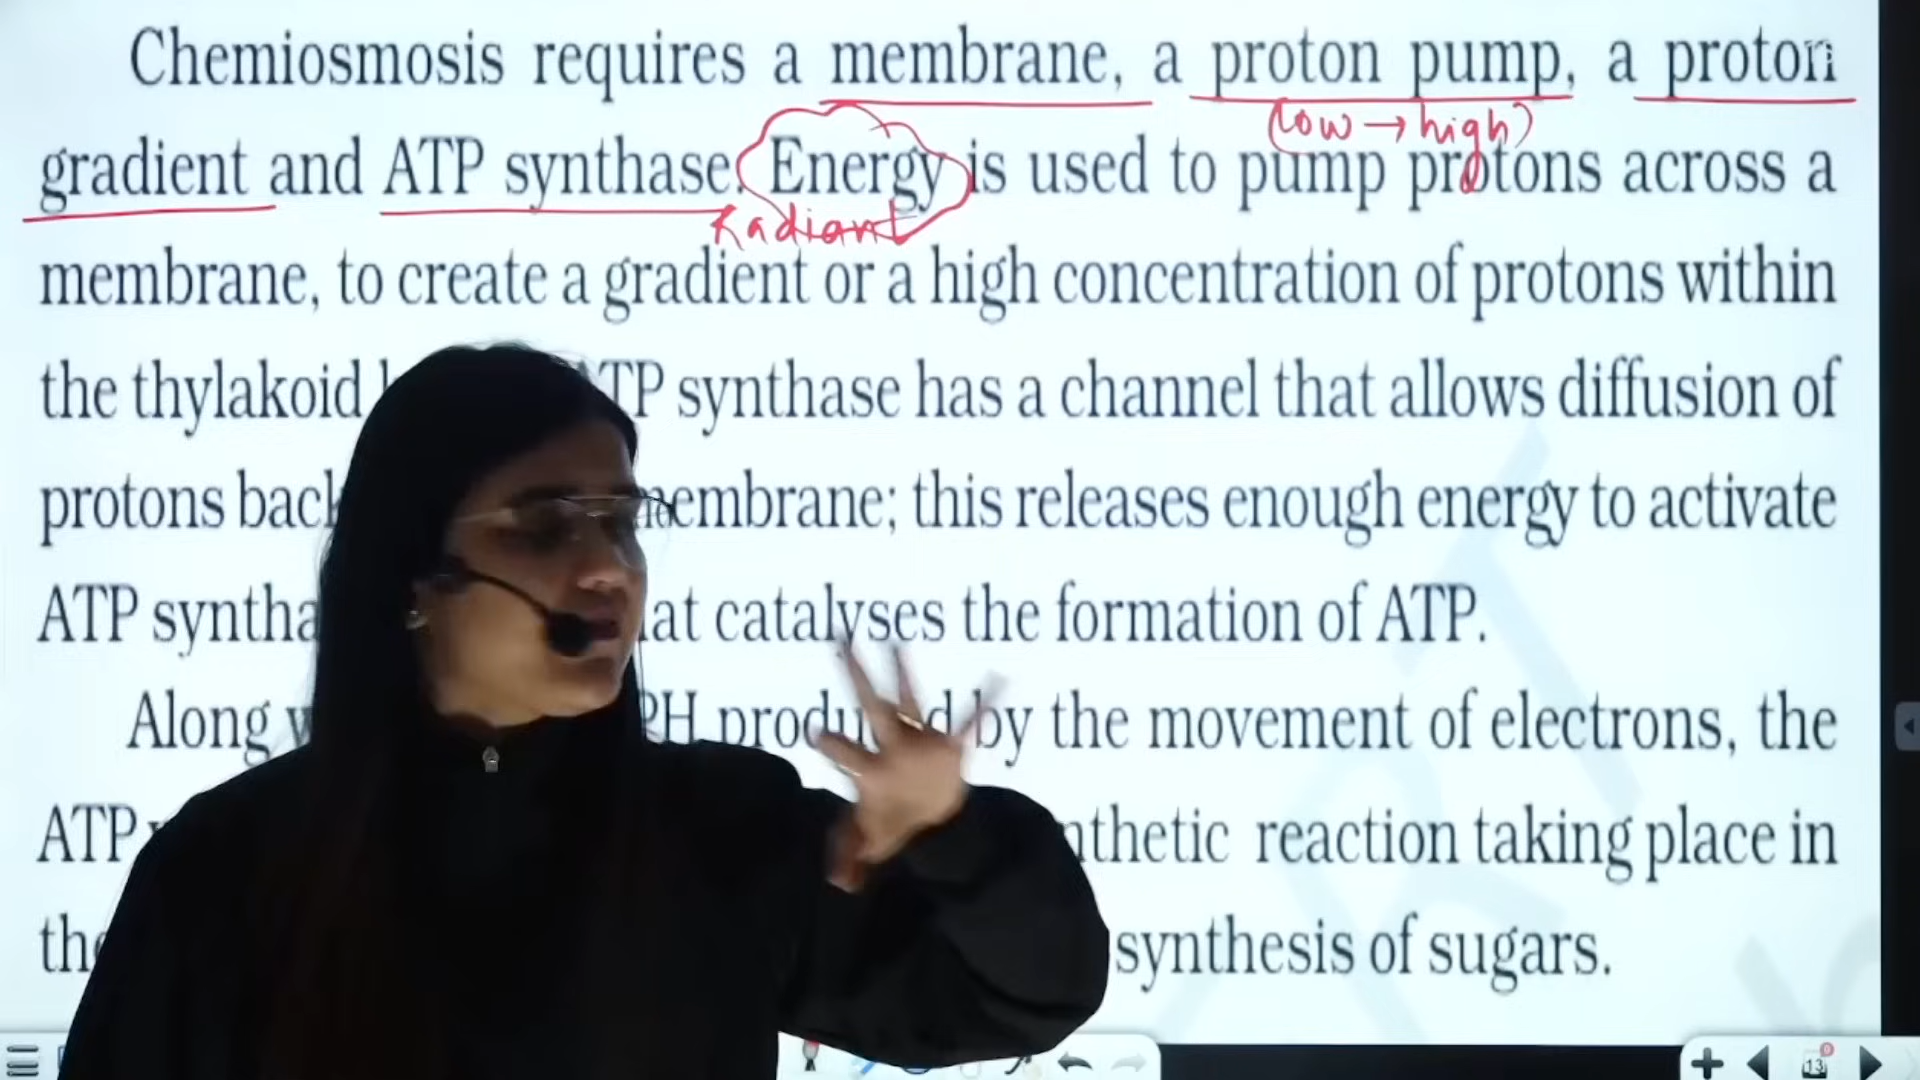 Chemiosmosis requires a membrane, a proton pump, a proton
(low → high)
gradient and ATP synthase. Energy is used to pump protons across a
Radiant
membrane, to create a gradient or a high concentration of protons within
the thylakoid ATP synthase has a channel that allows diffusion of
protons back membrane; this releases enough energy to activate
ATP catalyses the formation of ATP.
Along produced by the movement of electrons, the
ATP reaction taking place in
synthesis of sugars.
13